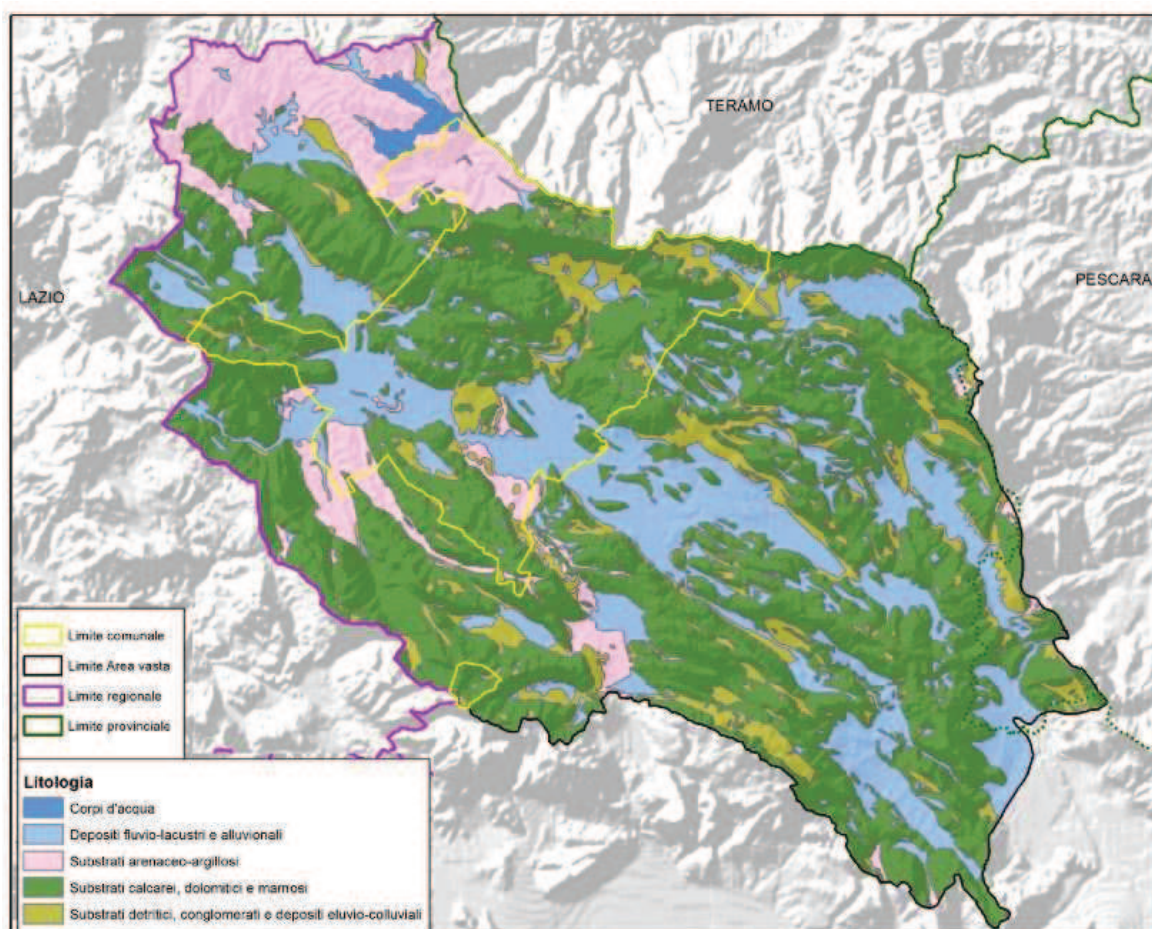 TERAMO
PESCARA
LAZIO
Limite comunale
Limite Area vasta
Limite regionale
Limite provinciale
Litologia
Corpi d'acqua
Depositi fluvio-lacustri e alluvionali
Substrati arenaceo-argillosi
Substrati calcarei, dolomitici e marnosi
Substrati detritici, conglomerati e depositi eluvio-colluviali